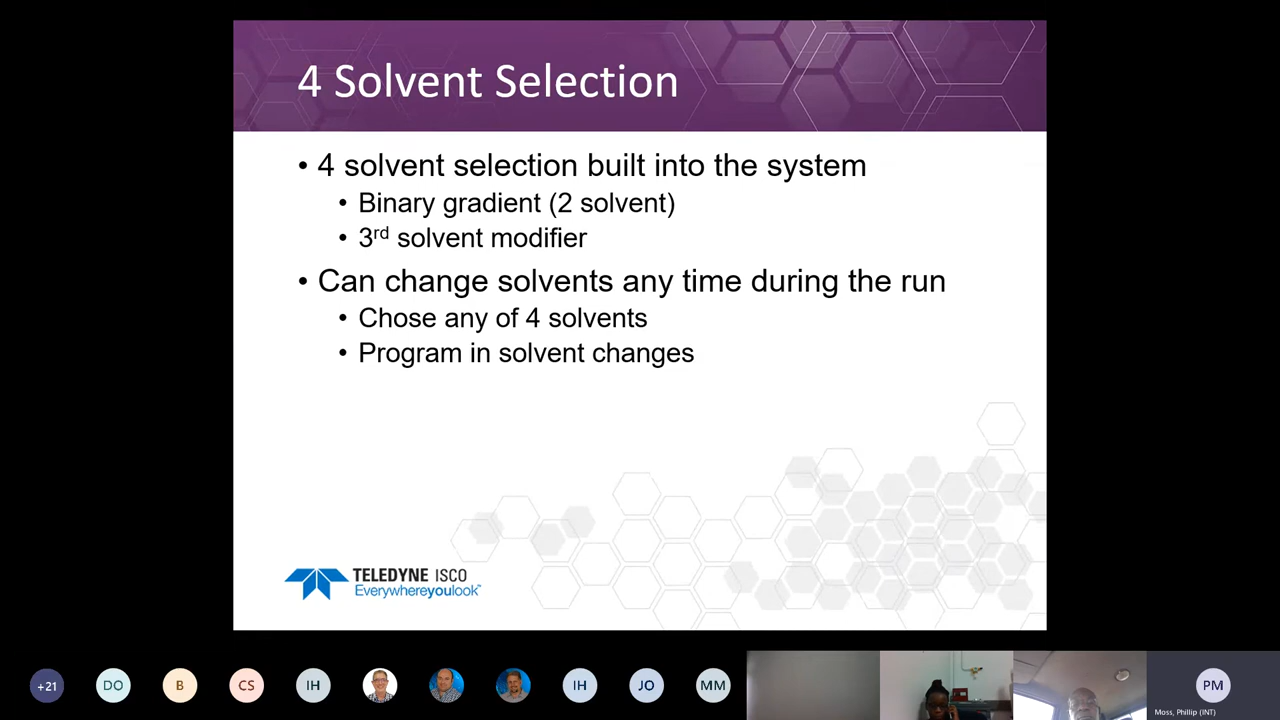 4 Solvent Selection
• 4 solvent selection built into the system
• Binary gradient (2 solvent)
• 3rd solvent modifier
• Can change solvents any time during the run
• Chose any of 4 solvents
• Program in solvent changes
TELEDYNE ISCO
Everywhereyoulook™
+21 DO B CS IH IH JO MM PM
Moss, Phillip (INT)